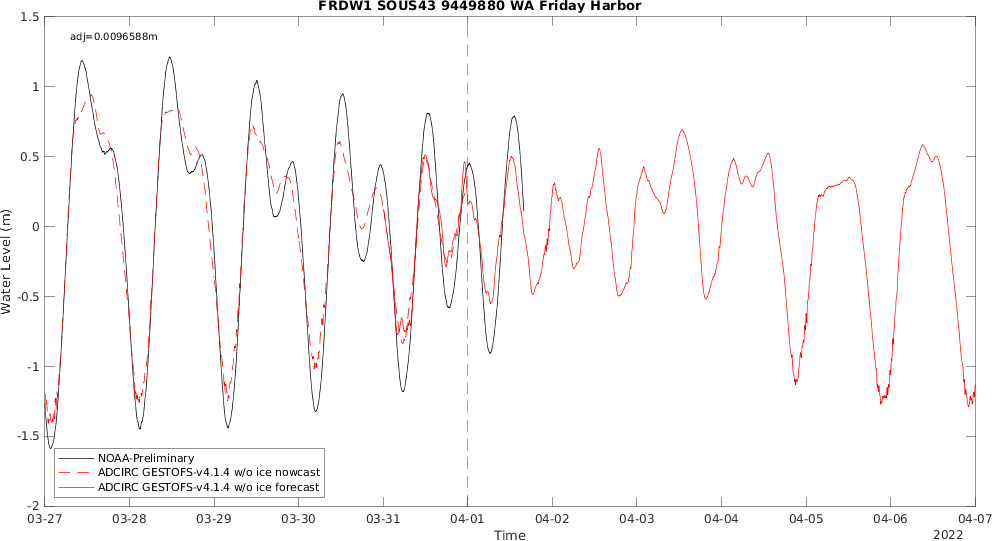 FRDW1 SOUS43 9449880 WA Friday Harbor
adj=0.0096588m
1.5
1
0.5
0
-0.5
-1
-1.5
-2
Water Level (m)
NOAA-Preliminary
ADCIRC GESTOFS-v4.1.4 w/o ice nowcast
ADCIRC GESTOFS-v4.1.4 w/o ice forecast
03-27 03-28 03-29 03-30 03-31 04-01 04-02 04-03 04-04 04-05 04-06 04-07
Time
2022